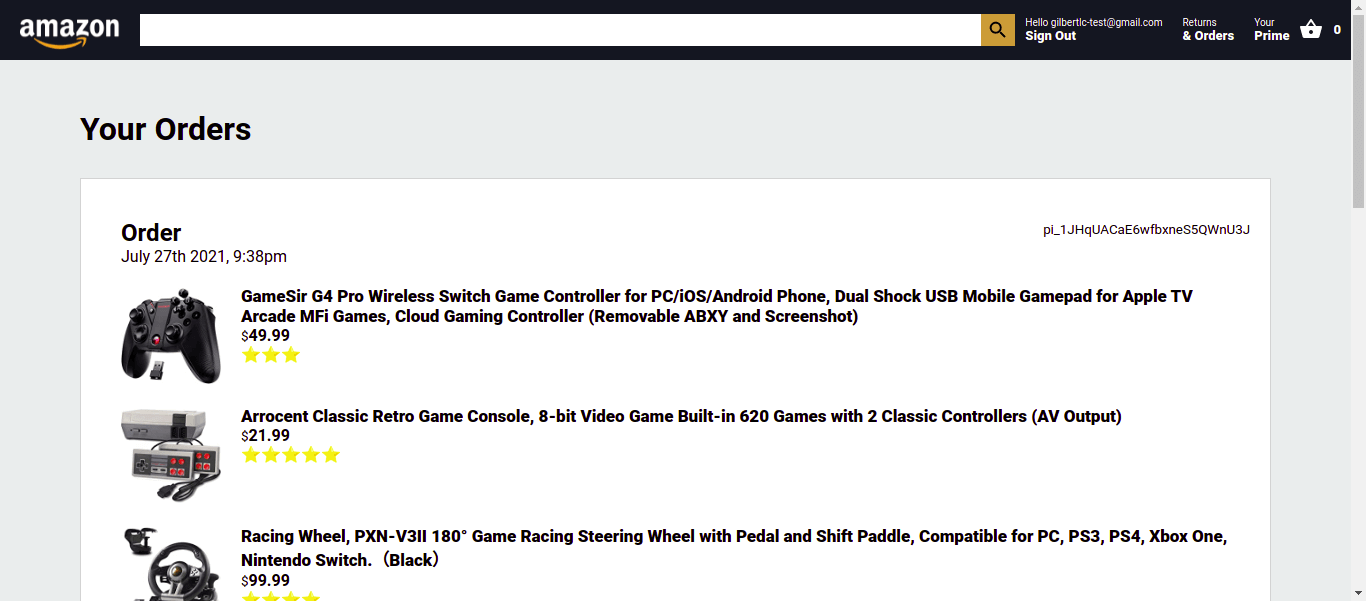 amazon
Hello gilbertlc-test@gmail.com
Sign Out
Returns
& Orders
Your
Prime
0
Your Orders
Order
pi_1JHqUACaE6wfbxneS5QWnU3J
July 27th 2021, 9:38pm
GameSir G4 Pro Wireless Switch Game Controller for PC/iOS/Android Phone, Dual Shock USB Mobile Gamepad for Apple TV
Arcade MFi Games, Cloud Gaming Controller (Removable ABXY and Screenshot)
$49.99
Arrocent Classic Retro Game Console, 8-bit Video Game Built-in 620 Games with 2 Classic Controllers (AV Output)
$21.99
Racing Wheel, PXN-V3II 180° Game Racing Steering Wheel with Pedal and Shift Paddle, Compatible for PC, PS3, PS4, Xbox One,
Nintendo Switch.（Black）
$99.99